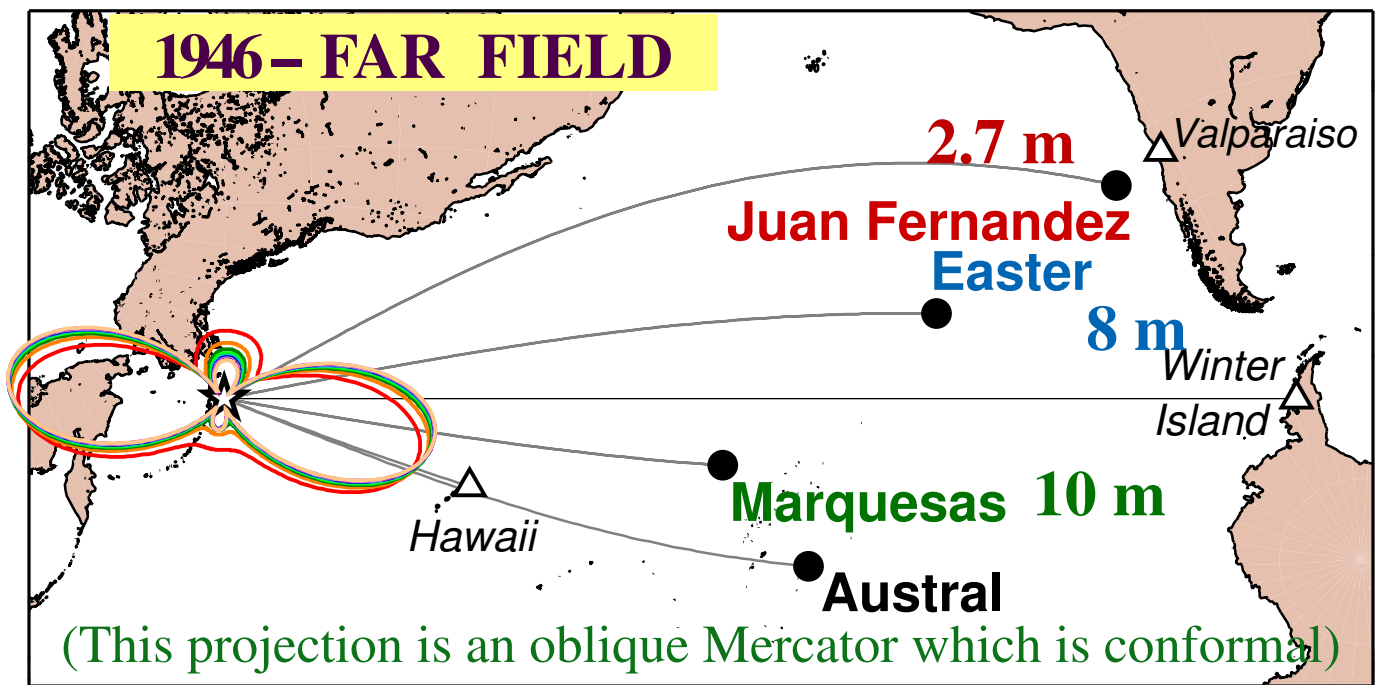 1946 – FAR FIELD
2.7 m
Valparaiso
Juan Fernandez
Easter
8 m
Winter
Island
Marquesas 10 m
Hawaii
Austral
(This projection is an oblique Mercator which is conformal)